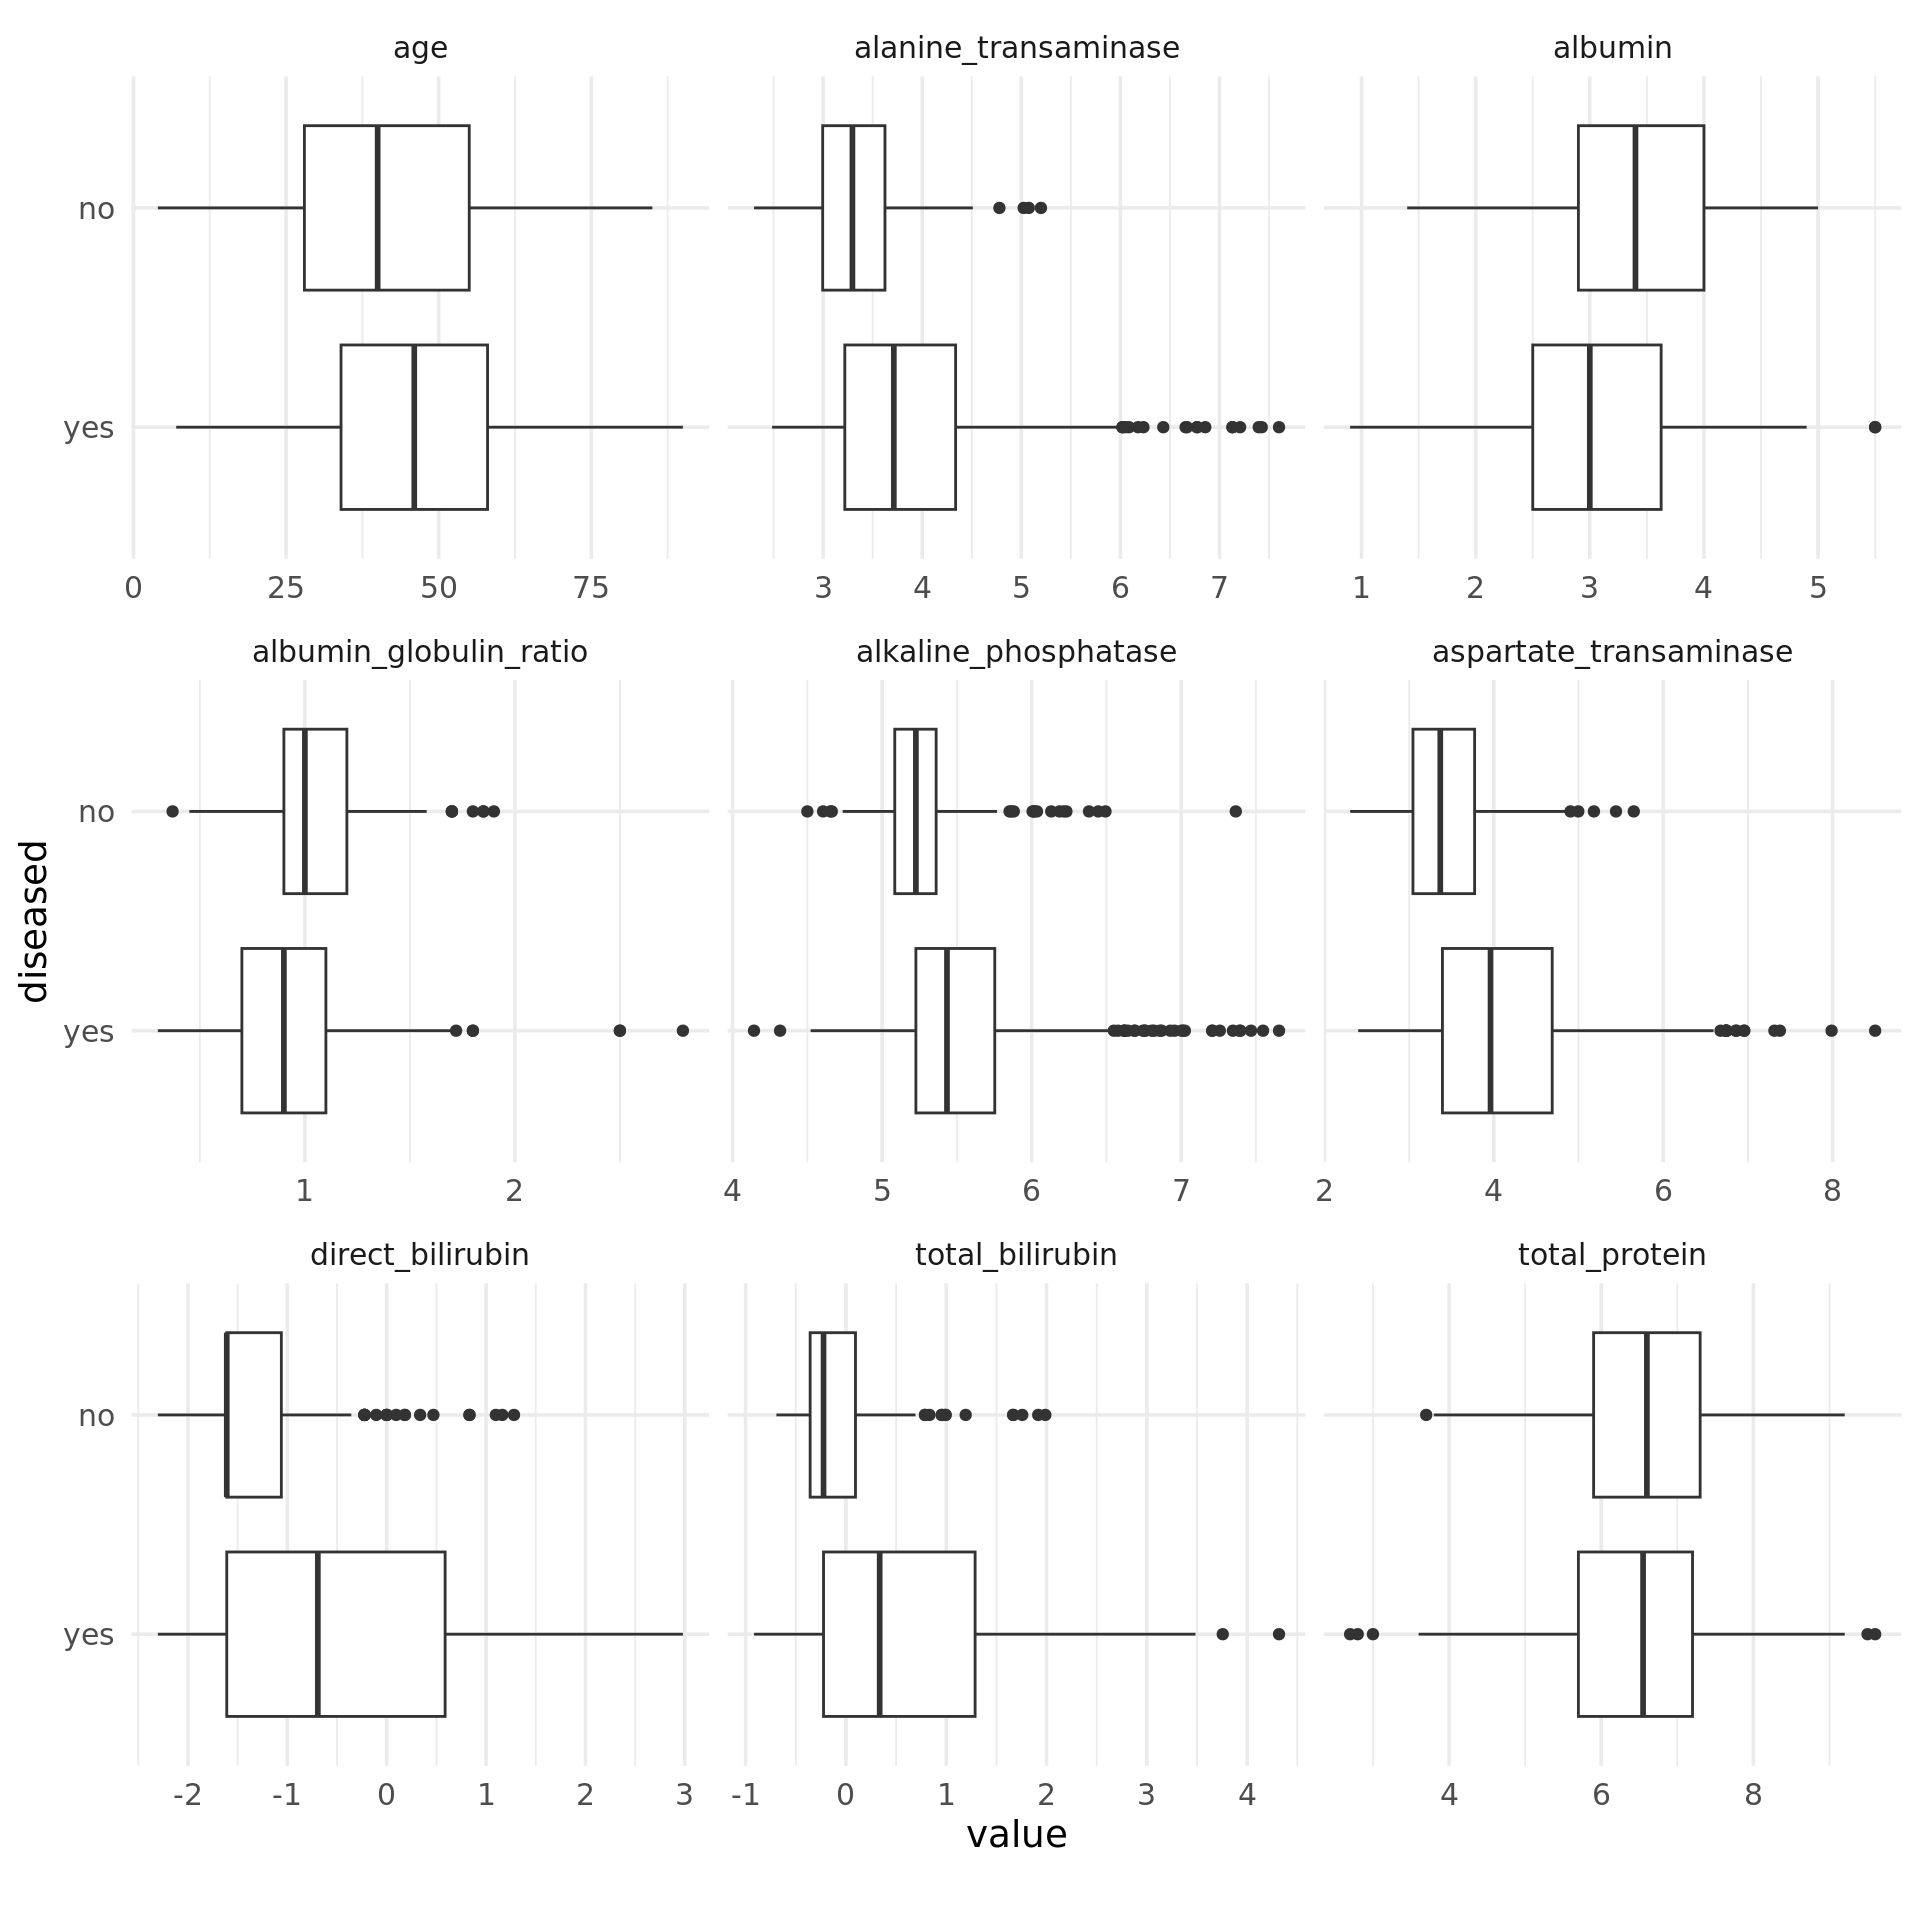 age alanine_transaminase albumin
no
yes
0 25 50 75 3 4 5 6 7 1 2 3 4 5
albumin_globulin_ratio alkaline_phosphatase aspartate_transaminase
no
diseased
yes
1 2 4 5 6 7 2 4 6 8
direct_bilirubin total_bilirubin total_protein
no
yes
-2 -1 0 1 2 3 -1 0 1 2 3 4 4 6 8
value